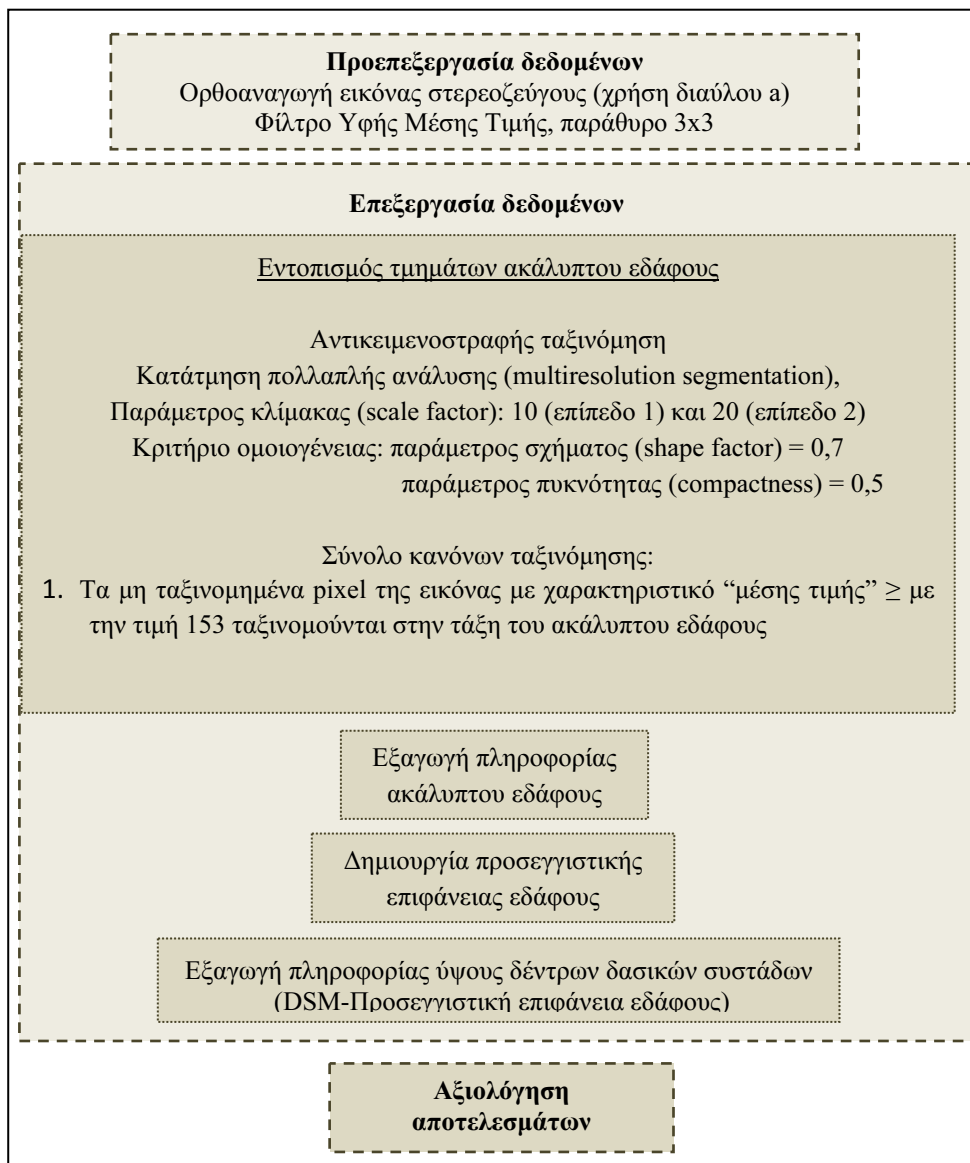 Προεπεξεργασία δεδομένων
Ορθοαναγωγή εικόνας στερεοζεύγους (χρήση διαύλου a)
Φίλτρο Υφής Μέσης Τιμής, παράθυρο 3x3
Επεξεργασία δεδομένων
Εντοπισμός τμημάτων ακάλυπτου εδάφους
Αντικειμενοστραφής ταξινόμηση
Κατάτμηση πολλαπλής ανάλυσης (multiresolution segmentation),
Παράμετρος κλίμακας (scale factor): 10 (επίπεδο 1) και 20 (επίπεδο 2)
Κριτήριο ομοιογένειας: παράμετρος σχήματος (shape factor) = 0,7
παράμετρος πυκνότητας (compactness) = 0,5
Σύνολο κανόνων ταξινόμησης:
1. Τα μη ταξινομημένα pixel της εικόνας με χαρακτηριστικό “μέσης τιμής” ≥ με
την τιμή 153 ταξινομούνται στην τάξη του ακάλυπτου εδάφους
Εξαγωγή πληροφορίας
ακάλυπτου εδάφους
Δημιουργία προσεγγιστικής
επιφάνειας εδάφους
Εξαγωγή πληροφορίας ύψους δέντρων δασικών συστάδων
(DSM-Προσεγγιστική επιφάνεια εδάφους)
Αξιολόγηση
αποτελεσμάτων